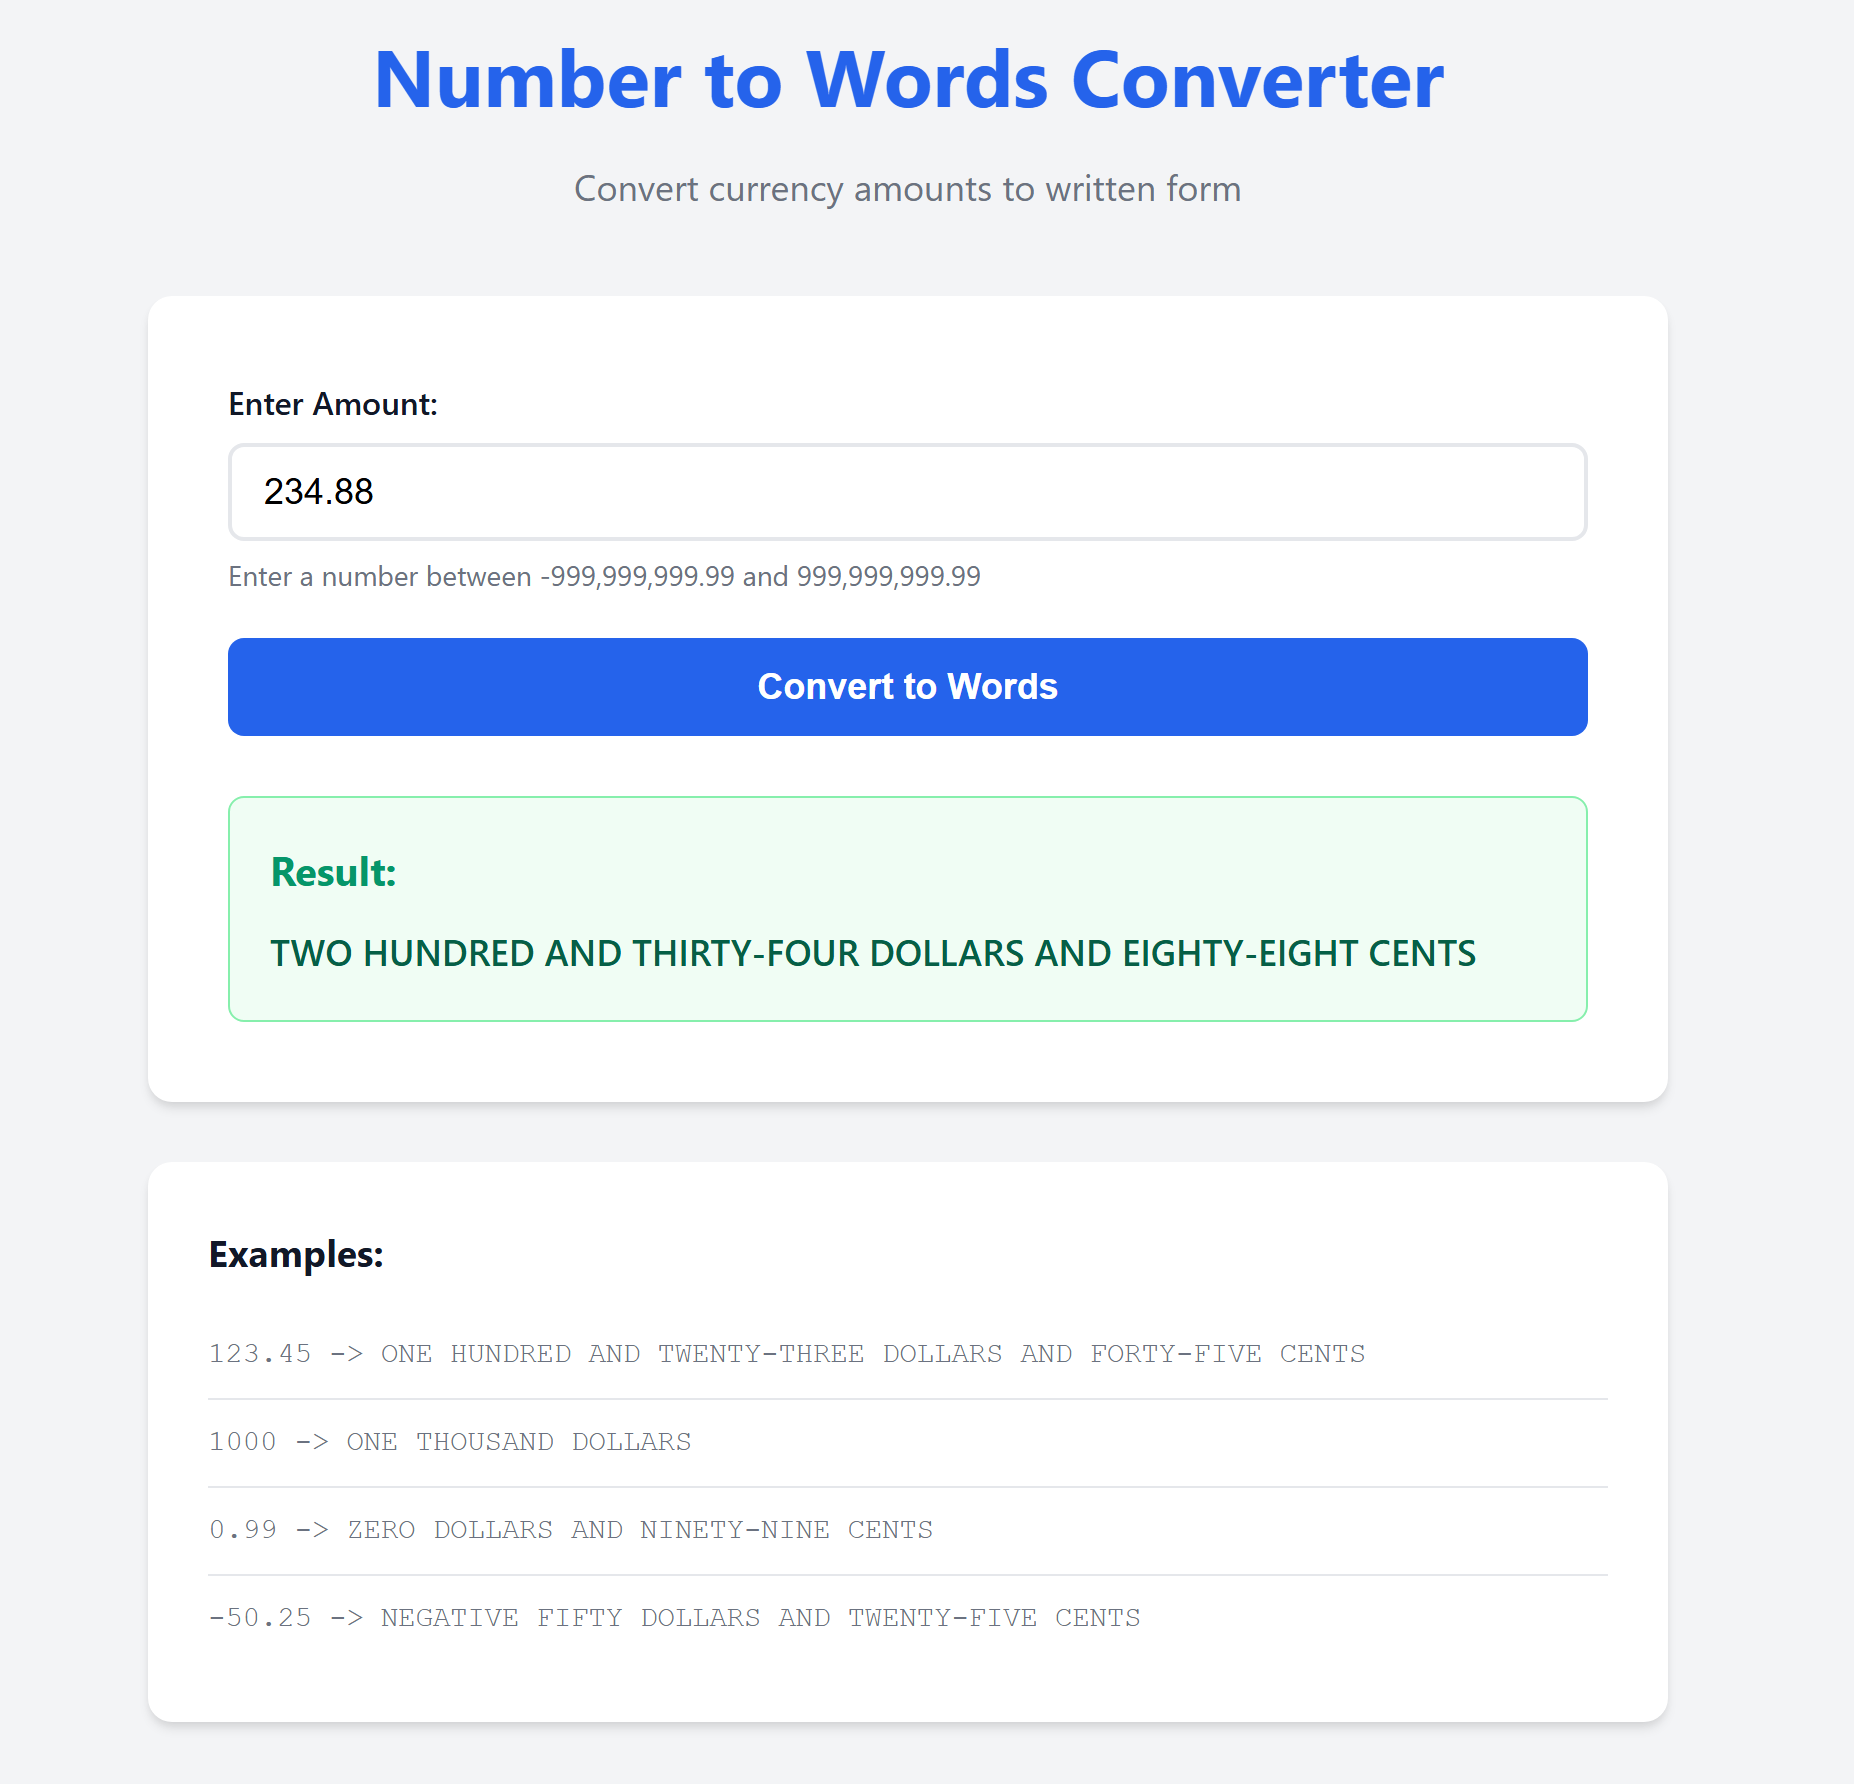 Number to Words Converter
Convert currency amounts to written form
Enter Amount:
234.88
Enter a number between -999,999,999.99 and 999,999,999.99
Convert to Words
Result:
TWO HUNDRED AND THIRTY-FOUR DOLLARS AND EIGHTY-EIGHT CENTS
Examples:
123.45 -> ONE HUNDRED AND TWENTY-THREE DOLLARS AND FORTY-FIVE CENTS
1000 -> ONE THOUSAND DOLLARS
0.99 -> ZERO DOLLARS AND NINETY-NINE CENTS
-50.25 -> NEGATIVE FIFTY DOLLARS AND TWENTY-FIVE CENTS